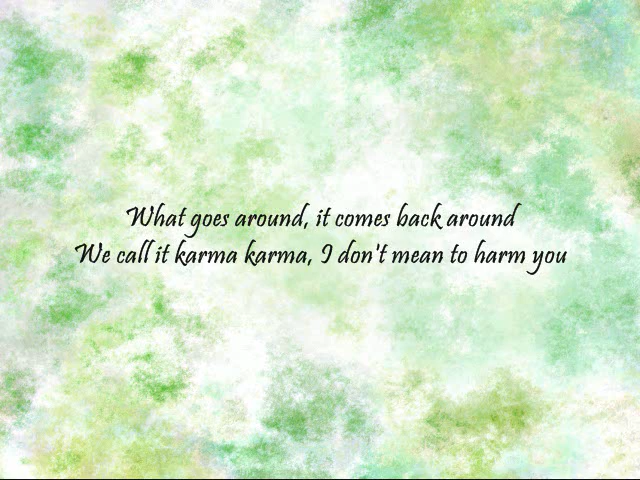 What goes around, it comes back around
We call it karma karma, I don't mean to harm you